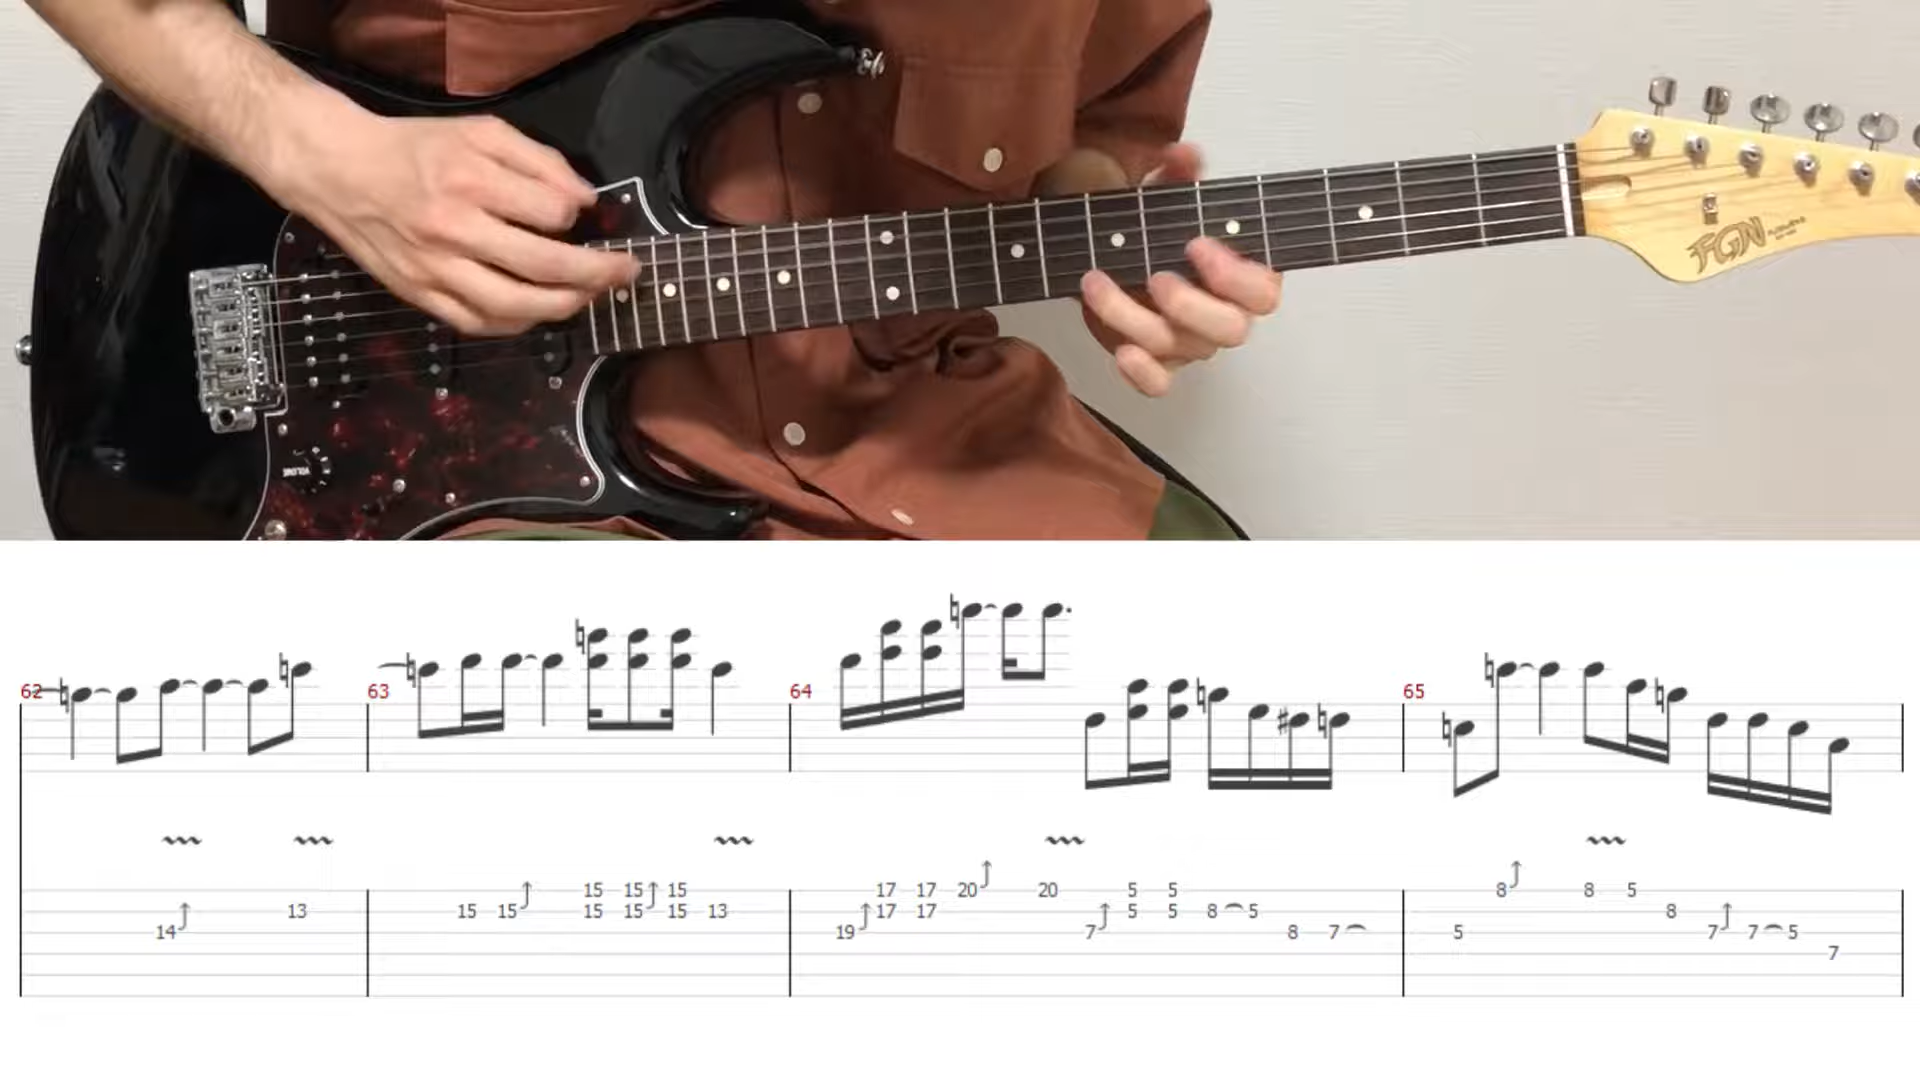 VOLUME
FGN
62 63 64 65
15 15 15 17 17 20 20 5 5 8 8 5
13 15 15 15 15 15 13 17 17 5 5 8 5 8
14 19 7 8 7 5 7 7 5
7